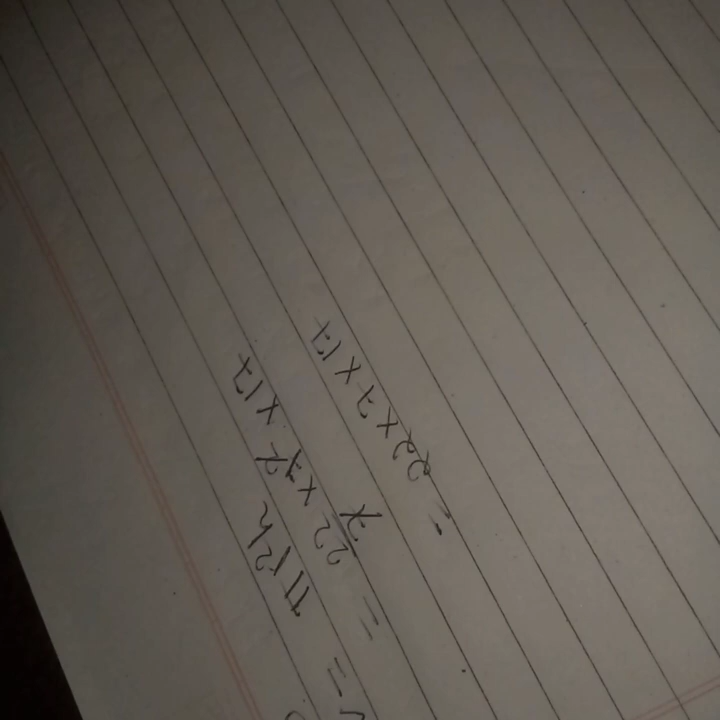 V = πr²h
= 22/7 × 7² × 17
= 22 × 7 × 17